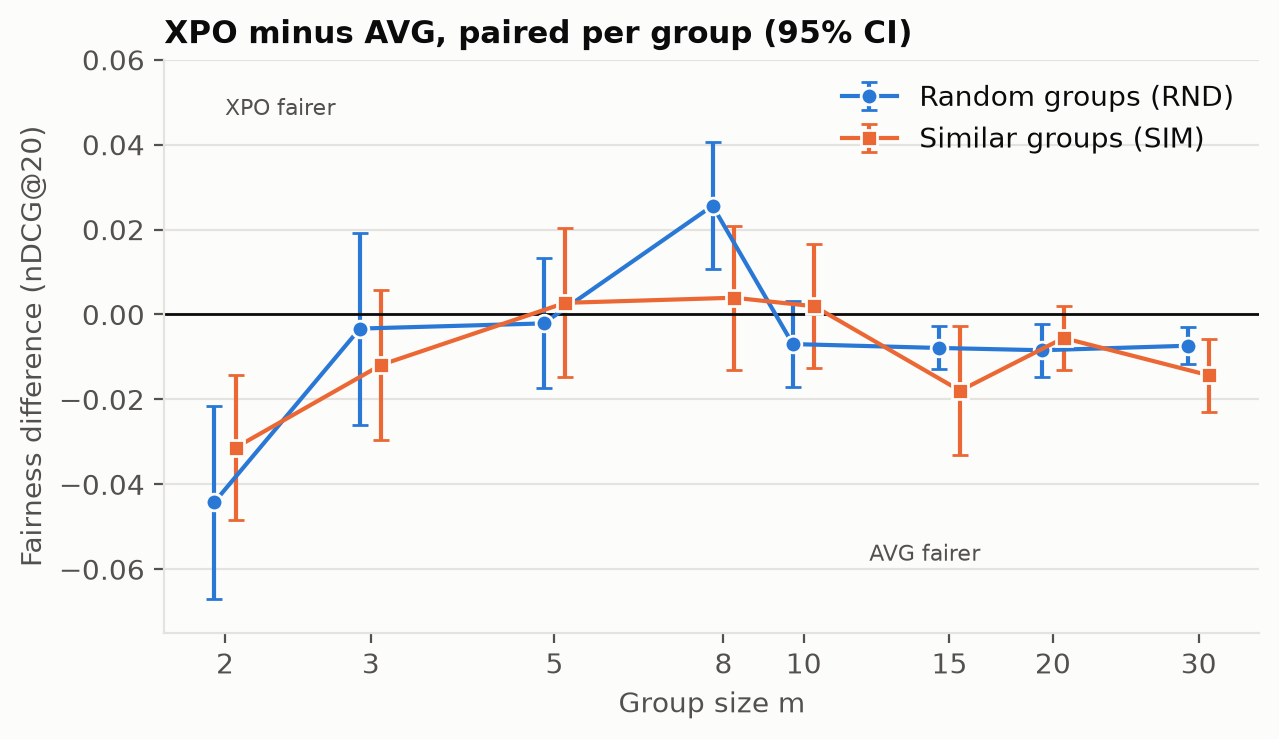 XPO minus AVG, paired per group (95% CI)
Fairness difference (nDCG@20)
0.06
0.04
0.02
0.00
−0.02
−0.04
−0.06
XPO fairer
Random groups (RND)
Similar groups (SIM)
AVG fairer
2 3 5 8 10 15 20 30
Group size m